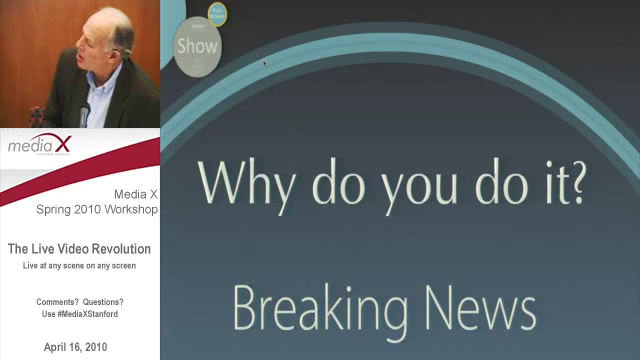 Show
Why do you do it?
Breaking News
media X
Media X
Spring 2010 Workshop
The Live Video Revolution
Live at any scene on any screen
Comments? Questions?
Use #MediaXStanford
April 16, 2010